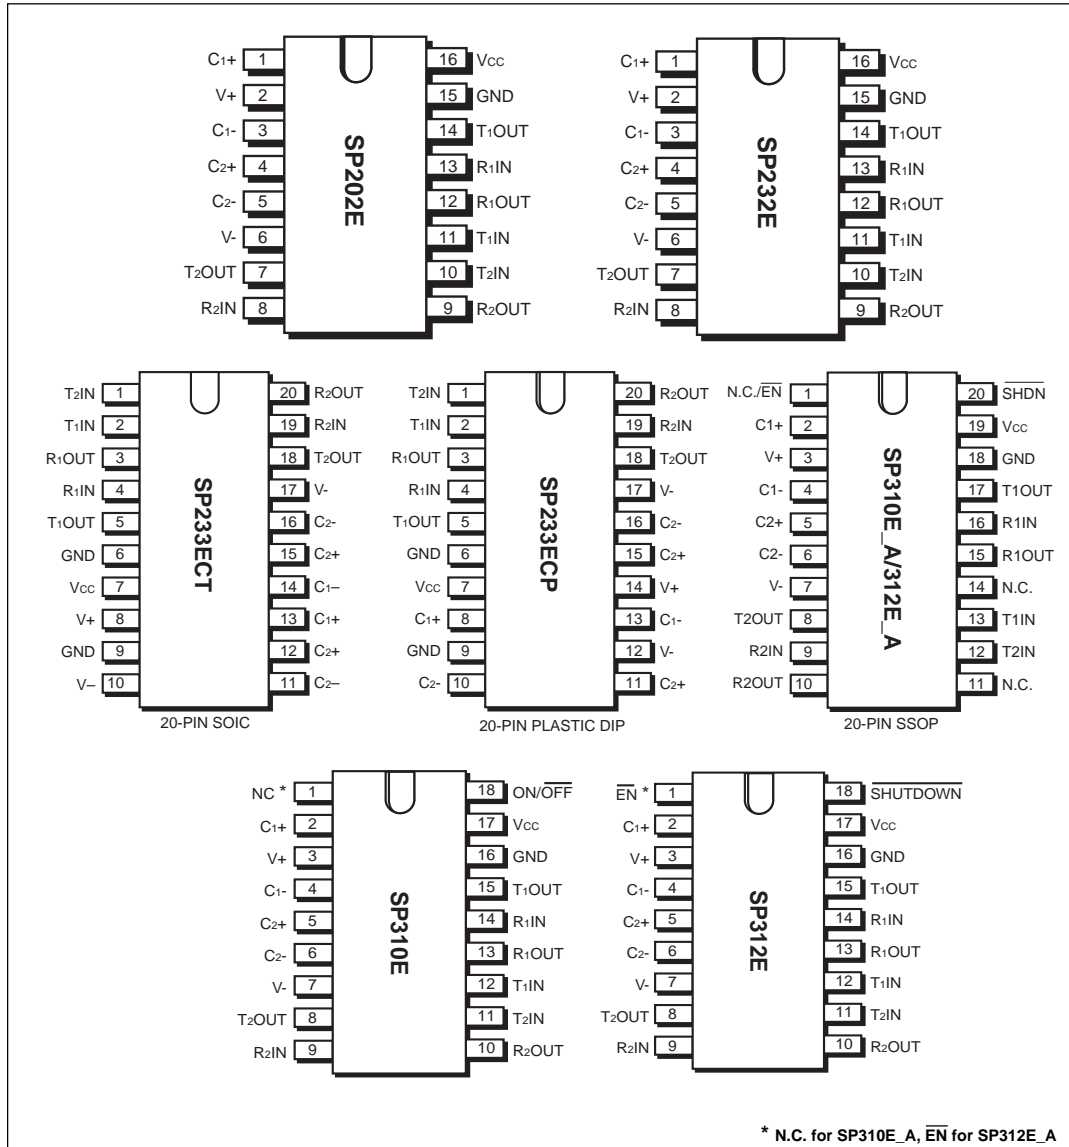 C1+ 1 16 VCC
V+ 2 15 GND
C1- 3 14 T1OUT
C2+ 4 13 R1IN
C2- 5 12 R1OUT
V- 6 11 T1IN
T2OUT 7 10 T2IN
R2IN 8 9 R2OUT
SP202E
C1+ 1 16 VCC
V+ 2 15 GND
C1- 3 14 T1OUT
C2+ 4 13 R1IN
C2- 5 12 R1OUT
V- 6 11 T1IN
T2OUT 7 10 T2IN
R2IN 8 9 R2OUT
SP232E
T2IN 1 20 R2OUT
T1IN 2 19 R2IN
R1OUT 3 18 T2OUT
R1IN 4 17 V-
T1OUT 5 16 C2-
GND 6 15 C2+
VCC 7 14 C1–
V+ 8 13 C1+
GND 9 12 C2+
V– 10 11 C2–
SP233ECT
20-PIN SOIC
T2IN 1 20 R2OUT
T1IN 2 19 R2IN
R1OUT 3 18 T2OUT
R1IN 4 17 V-
T1OUT 5 16 C2-
GND 6 15 C2+
VCC 7 14 V+
C1+ 8 13 C1-
GND 9 12 V-
C2- 10 11 C2+
SP233ECP
20-PIN PLASTIC DIP
N.C./EN 1 20 SHDN
C1+ 2 19 VCC
V+ 3 18 GND
C1- 4 17 T1OUT
C2+ 5 16 R1IN
C2- 6 15 R1OUT
V- 7 14 N.C.
T2OUT 8 13 T1IN
R2IN 9 12 T2IN
R2OUT 10 11 N.C.
SP310E_A/312E_A
20-PIN SSOP
NC * 1 18 ON/OFF
C1+ 2 17 VCC
V+ 3 16 GND
C1- 4 15 T1OUT
C2+ 5 14 R1IN
C2- 6 13 R1OUT
V- 7 12 T1IN
T2OUT 8 11 T2IN
R2IN 9 10 R2OUT
SP310E
EN * 1 18 SHUTDOWN
C1+ 2 17 VCC
V+ 3 16 GND
C1- 4 15 T1OUT
C2+ 5 14 R1IN
C2- 6 13 R1OUT
V- 7 12 T1IN
T2OUT 8 11 T2IN
R2IN 9 10 R2OUT
SP312E
* N.C. for SP310E_A, EN for SP312E_A